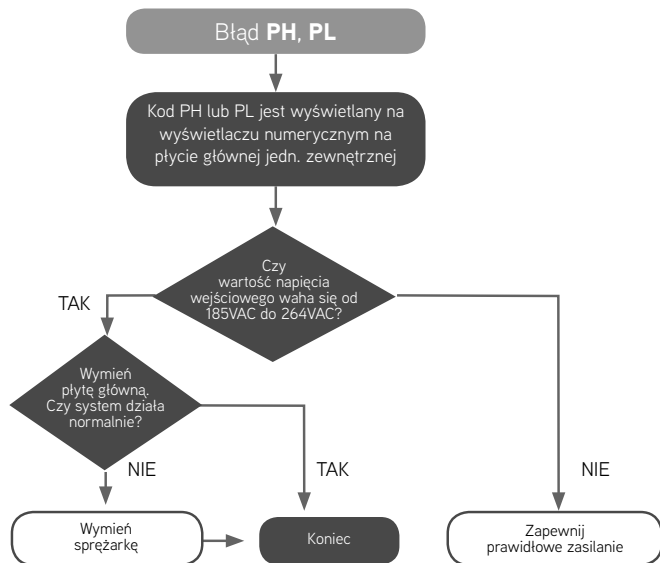 Błąd PH, PL
Kod PH lub PL jest wyświetlany na
wyświetlaczu numerycznym na
płycie głównej jedn. zewnętrznej
Czy
wartość napięcia
wejściowego waha się od
185VAC do 264VAC?
TAK
Wymień
płytę główną.
Czy system działa
normalnie?
NIE
TAK
NIE
Wymień
sprężarkę
Koniec
Zapewnij
prawidłowe zasilanie